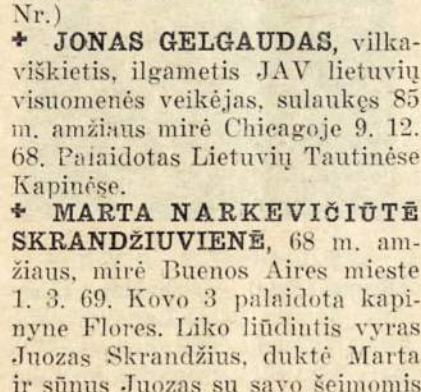 Nr.)
✚ JONAS GELGAUDAS, vilka-
viškietis, ilgametis JAV lietuvių
visuomenės veikėjas, sulaukęs 85
m. amžiaus mirė Chicagoje 9. 12.
68. Palaidotas Lietuvių Tautinėse
Kapinėse.
✚ MARTA NARKEVIČIŪTĒ
SKRANDŽIUVIENĒ, 68 m. am-
žiaus, mirė Buenos Aires mieste
1. 3. 69. Kovo 3 palaidota kapi-
nyne Flores. Liko liūdintis vyras
Juozas Skrandžius, duktė Marta
ir sūnus Juozas su savo šeimomis